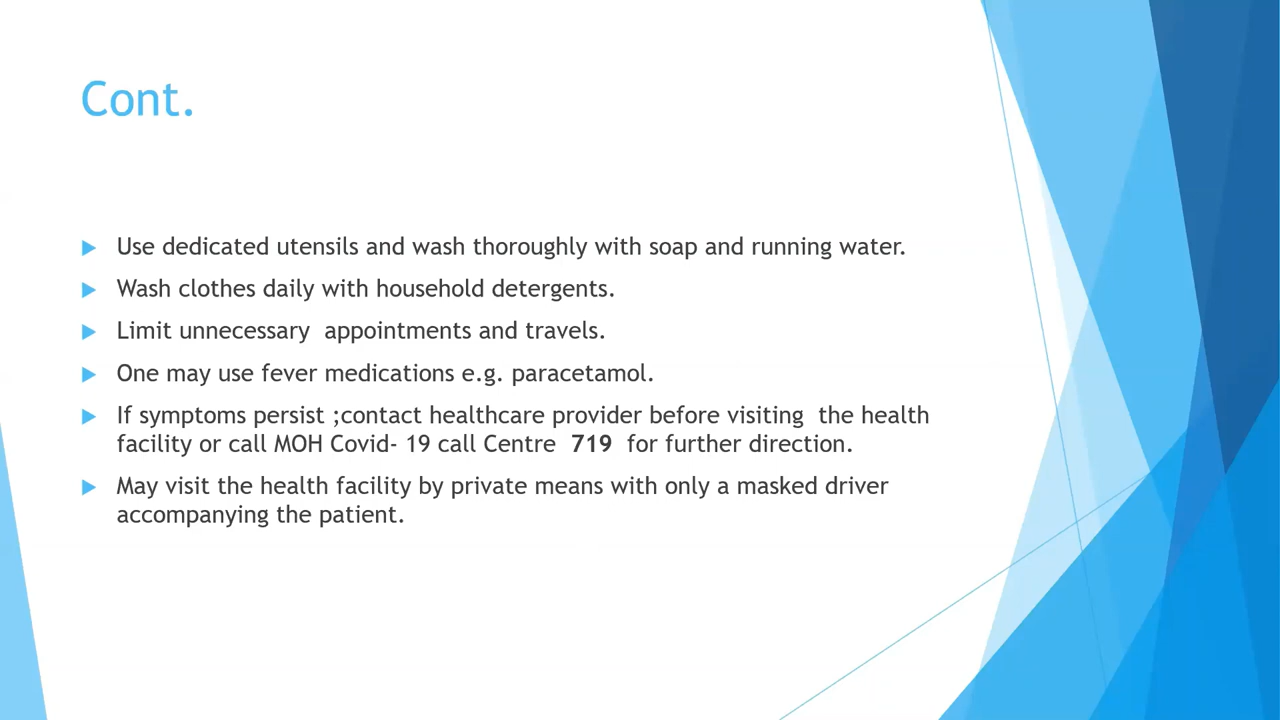 Cont.
Use dedicated utensils and wash thoroughly with soap and running water.
Wash clothes daily with household detergents.
Limit unnecessary  appointments and travels.
One may use fever medications e.g. paracetamol.
If symptoms persist ;contact healthcare provider before visiting  the health
facility or call MOH Covid- 19 call Centre  719  for further direction.
May visit the health facility by private means with only a masked driver
accompanying the patient.